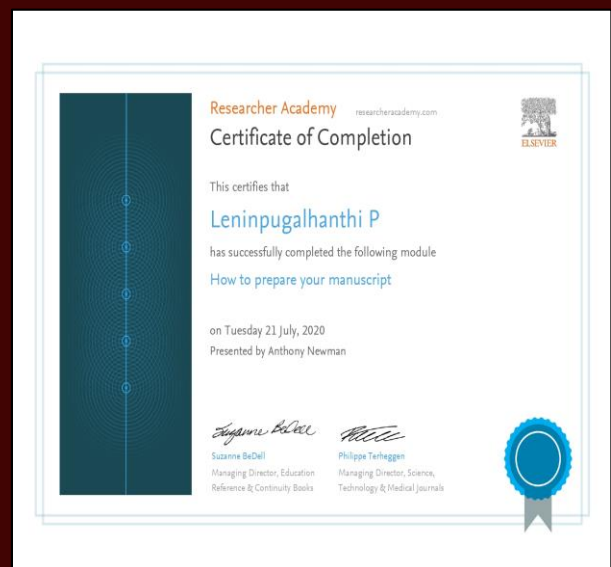 Researcher Academy researcheracademy.com
Certificate of Completion
ELSEVIER
This certifies that
Leninpugalhanthi P
has successfully completed the following module
How to prepare your manuscript
on Tuesday 21 July, 2020
Presented by Anthony Newman
Suzanne BeDell
Suzanne BeDell Philippe Terheggen
Managing Director, Education Managing Director, Science,
Reference & Continuity Books Technology & Medical Journals